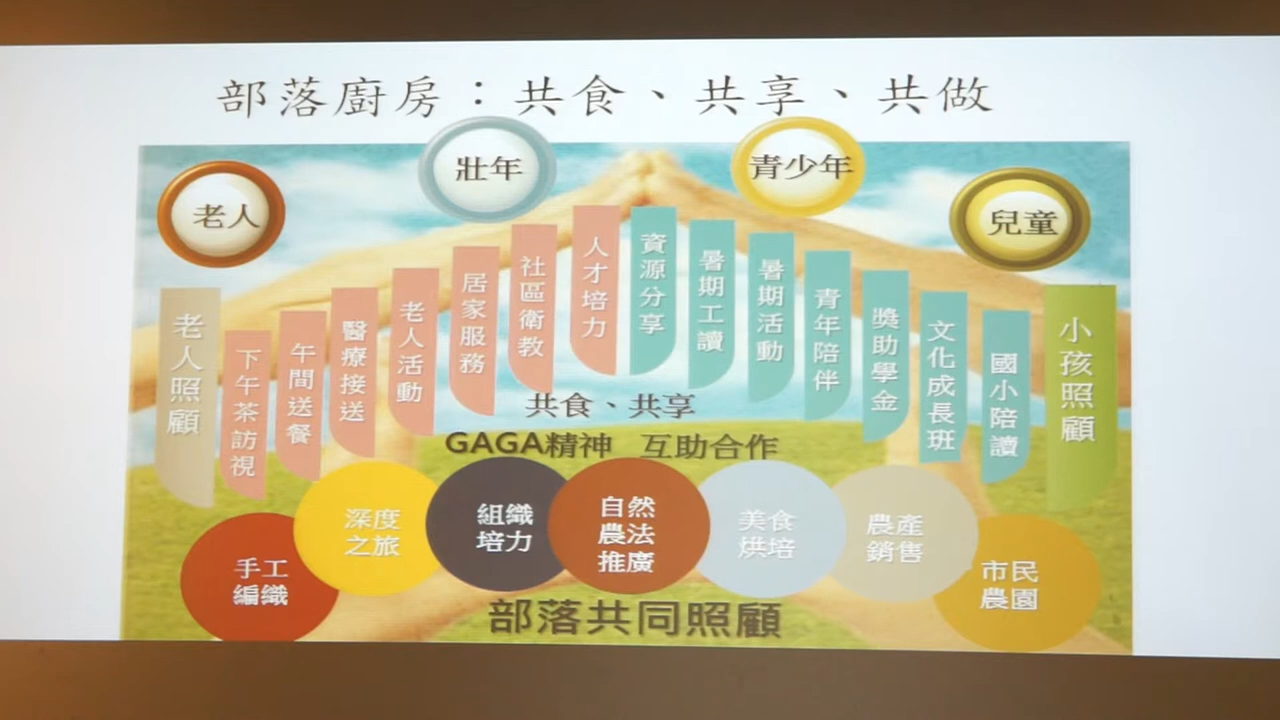 部落廚房：共食、共享、共做
老人
壯年
青少年
兒童
老人照顧
下午茶訪視
午間送餐
醫療接送
老人活動
居家服務
社區衛教
人才培力
資源分享
暑期工讀
暑期活動
青年陪伴
獎助學金
文化成長班
國小陪讀
小孩照顧
共食、共享
GAGA精神 互助合作
手工
編織
深度
之旅
組織
培力
自然
農法
推廣
美食
烘培
農產
銷售
市民
農園
部落共同照顧